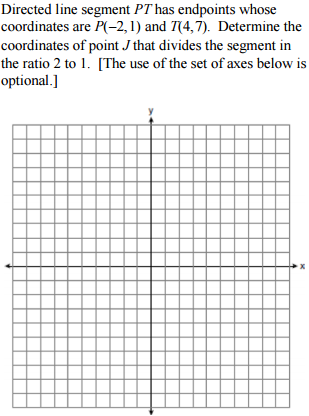 Directed line segment PT has endpoints whose
coordinates are P(−2,1) and T(4,7). Determine the
coordinates of point J that divides the segment in
the ratio 2 to 1. [The use of the set of axes below is
optional.]
y
x